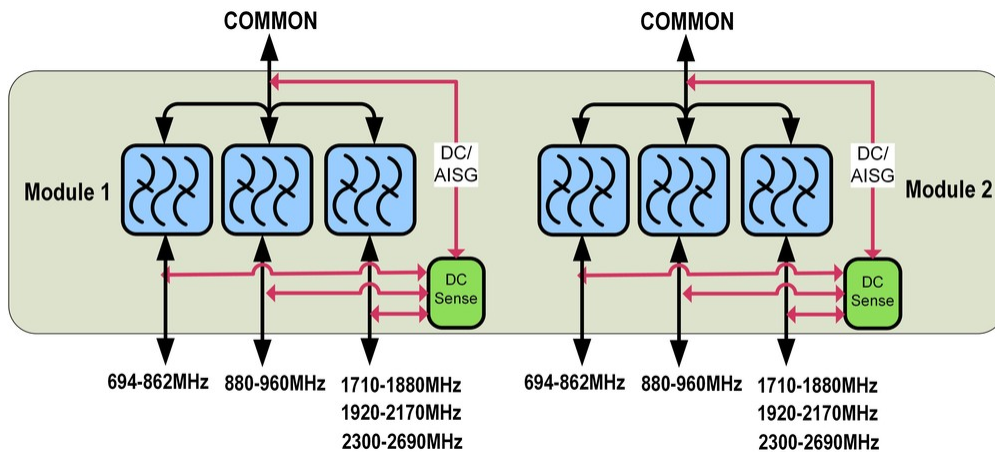 COMMON
COMMON
Module 1
DC/
AISG
DC/
AISG
Module 2
DC
Sense
DC
Sense
694-862MHz
880-960MHz
1710-1880MHz
1920-2170MHz
2300-2690MHz
694-862MHz
880-960MHz
1710-1880MHz
1920-2170MHz
2300-2690MHz